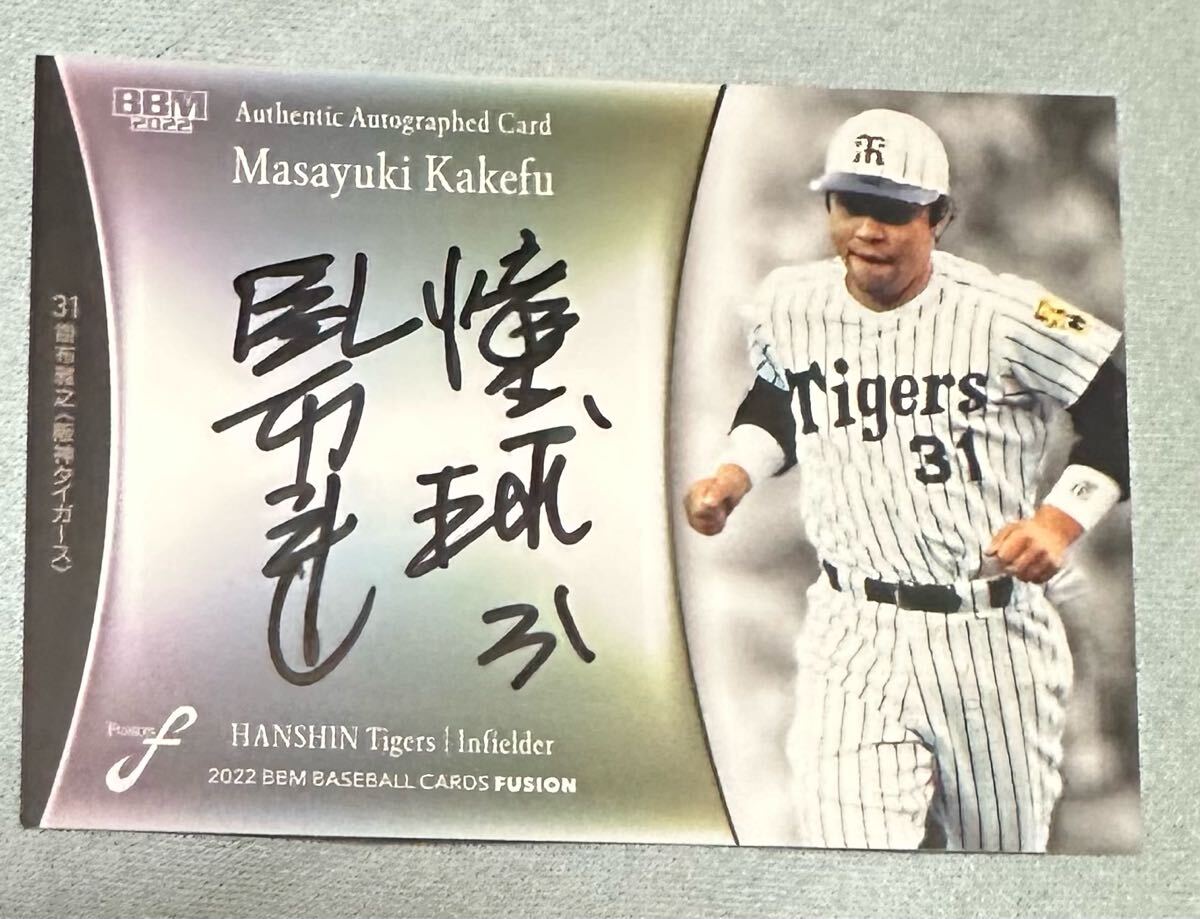 BBM
2022
Authentic Autographed Card
Masayuki Kakefu
憧球
31
掛布雅之
31 掛布雅之〈阪神タイガース〉
Fusion
f
HANSHIN Tigers | Infielder
2022 BBM BASEBALL CARDS FUSION
Tigers
31